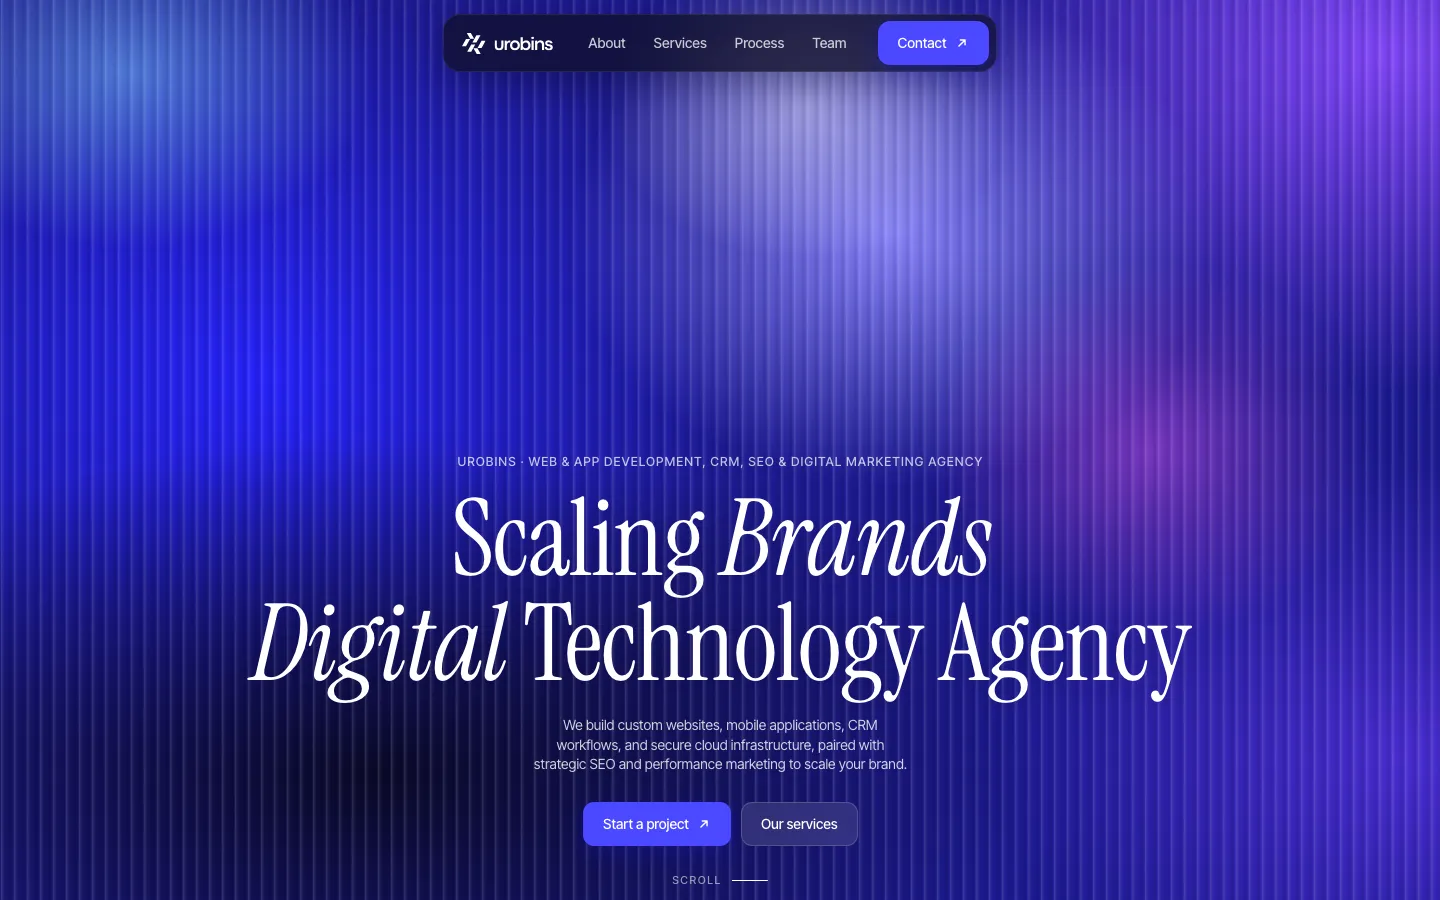 urobins
About
Services
Process
Team
Contact
UROBINS · WEB & APP DEVELOPMENT, CRM, SEO & DIGITAL MARKETING AGENCY
Scaling Brands
Digital Technology Agency
We build custom websites, mobile applications, CRM
workflows, and secure cloud infrastructure, paired with
strategic SEO and performance marketing to scale your brand.
Start a project
Our services
SCROLL